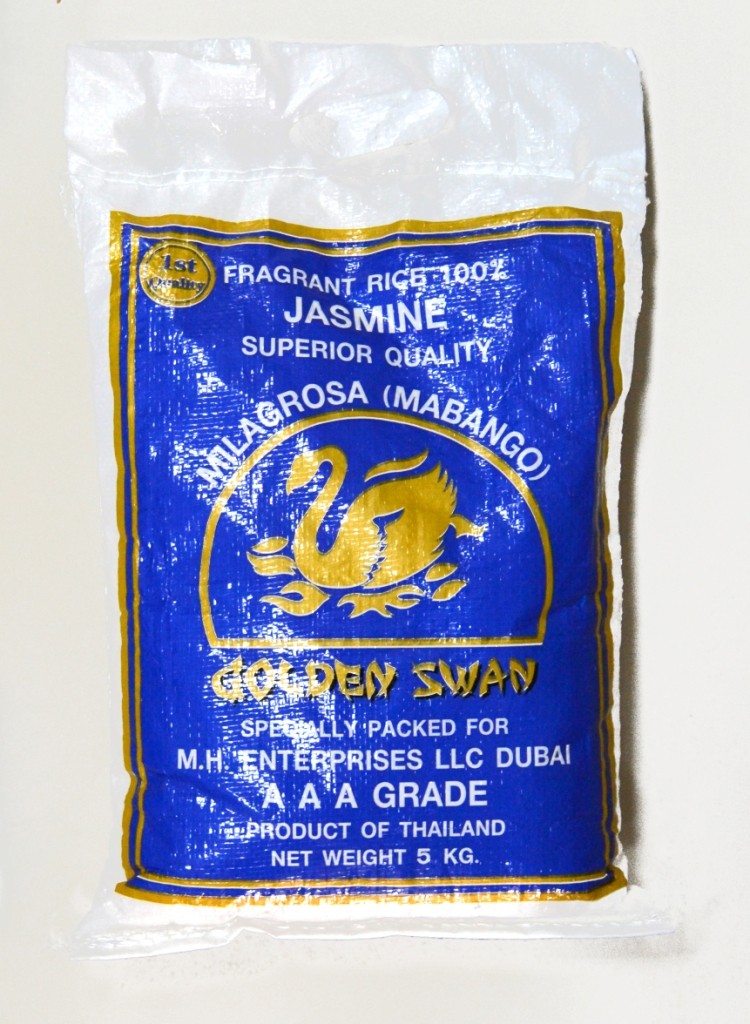 1st
Quality
FRAGRANT RICE 100%
JASMINE
SUPERIOR QUALITY
MILAGROSA (MABANGO)
GOLDEN SWAN
SPECIALLY PACKED FOR
M.H. ENTERPRISES LLC DUBAI
A A A GRADE
PRODUCT OF THAILAND
NET WEIGHT 5 KG.